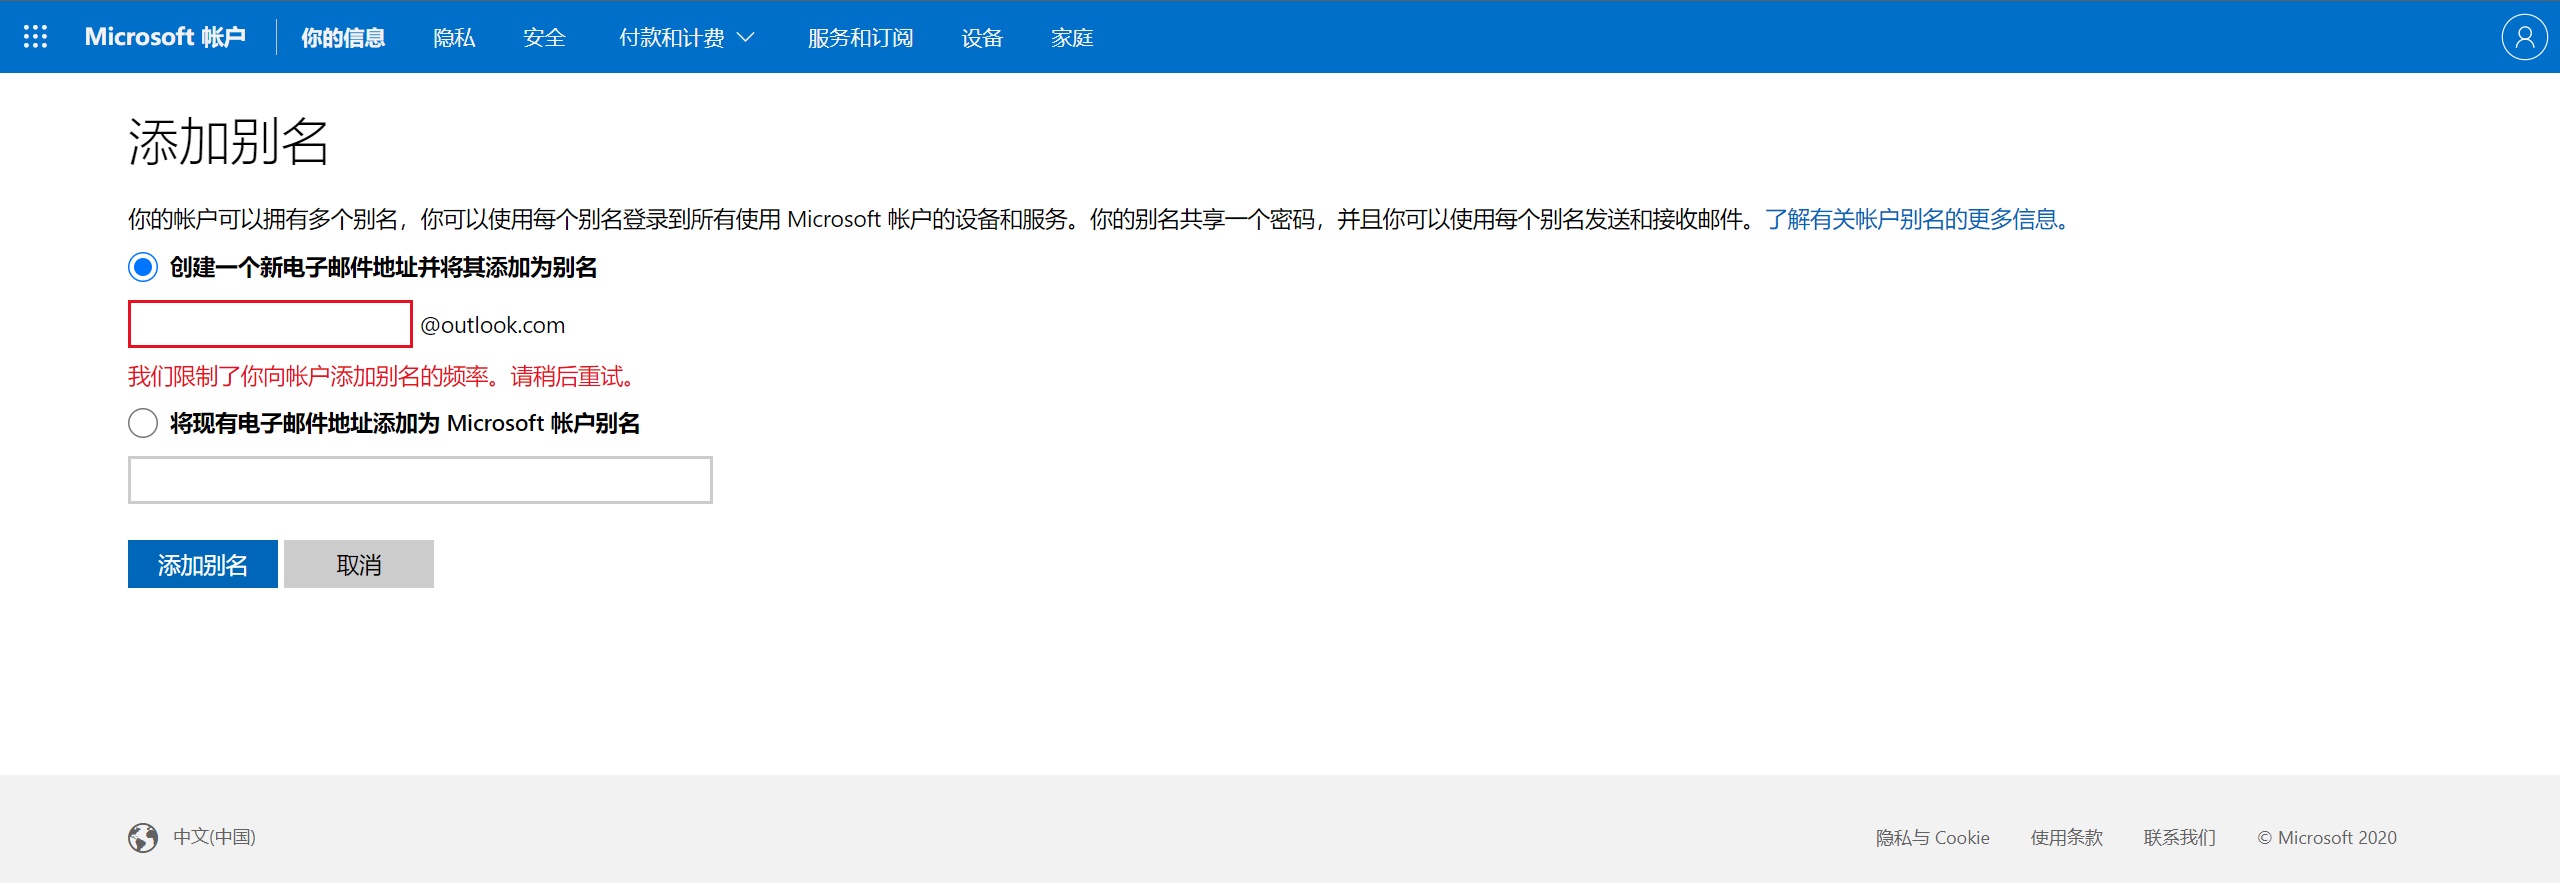 Microsoft 帐户 你的信息 隐私 安全 付款和计费 服务和订阅 设备 家庭
添加别名
你的帐户可以拥有多个别名，你可以使用每个别名登录到所有使用 Microsoft 帐户的设备和服务。你的别名共享一个密码，并且你可以使用每个别名发送和接收邮件。了解有关帐户别名的更多信息。
创建一个新电子邮件地址并将其添加为别名
@outlook.com
我们限制了你向帐户添加别名的频率。请稍后重试。
将现有电子邮件地址添加为 Microsoft 帐户别名
添加别名 取消
中文(中国) 隐私与 Cookie 使用条款 联系我们 © Microsoft 2020